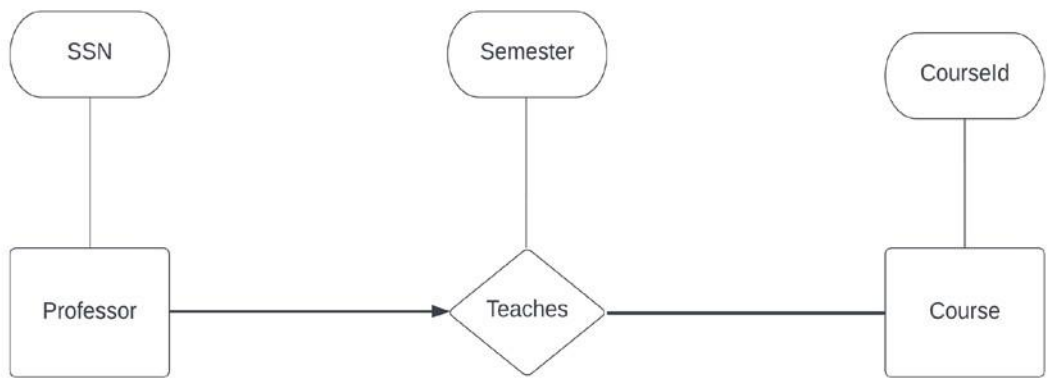 SSN
Semester
CourseId
Professor
Teaches
Course